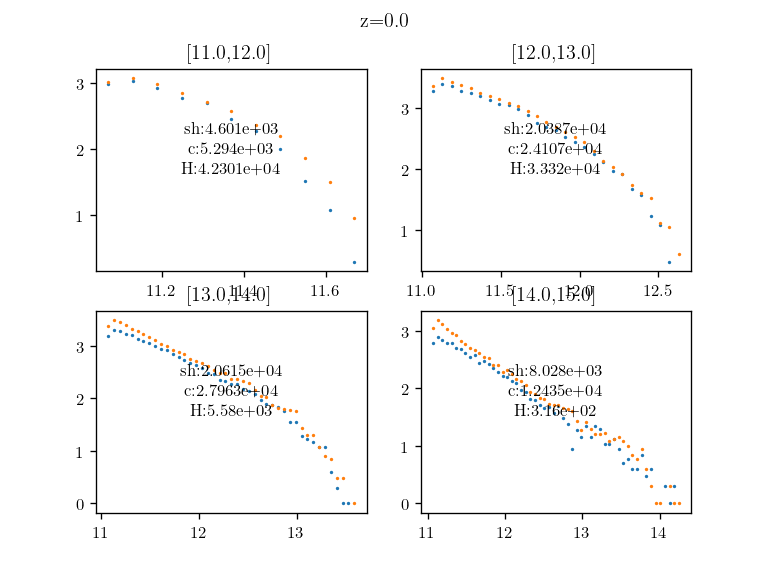 z=0.0
[11.0,12.0]
[12.0,13.0]
3
2
1
sh:4.601e+03
c:5.294e+03
H:4.2301e+04
11.2 11.4 11.6
3
2
1
sh:2.0387e+04
c:2.4107e+04
H:3.332e+04
11.0 11.5 12.0 12.5
[13.0,14.0]
[14.0,15.0]
3
2
1
0
sh:2.0615e+04
c:2.7963e+04
H:5.58e+03
11 12 13
3
2
1
0
sh:8.028e+03
c:1.2435e+04
H:3.16e+02
11 12 13 14